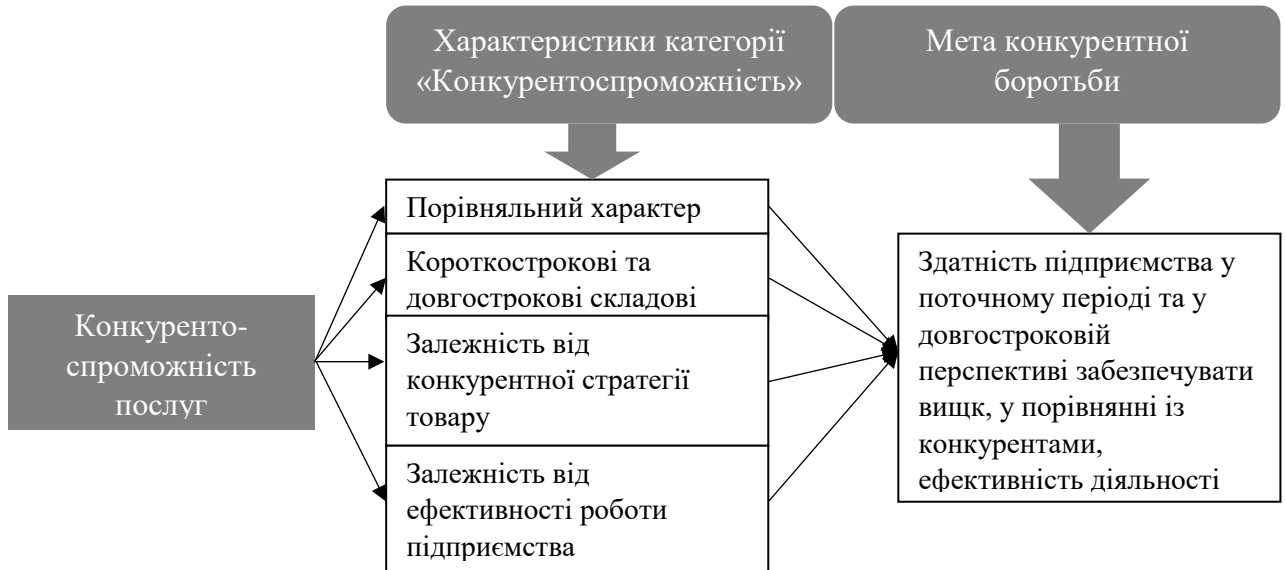 Характеристики категорії
«Конкурентоспроможність»
Мета конкурентної
боротьби
Конкуренто-
спроможність
послуг
Порівняльний характер
Короткострокові та
довгострокові складові
Залежність від
конкурентної стратегії
товару
Залежність від
ефективності роботи
підприємства
Здатність підприємства у
поточному періоді та у
довгостроковій
перспективі забезпечувати
вищк, у порівнянні із
конкурентами,
ефективність діяльності